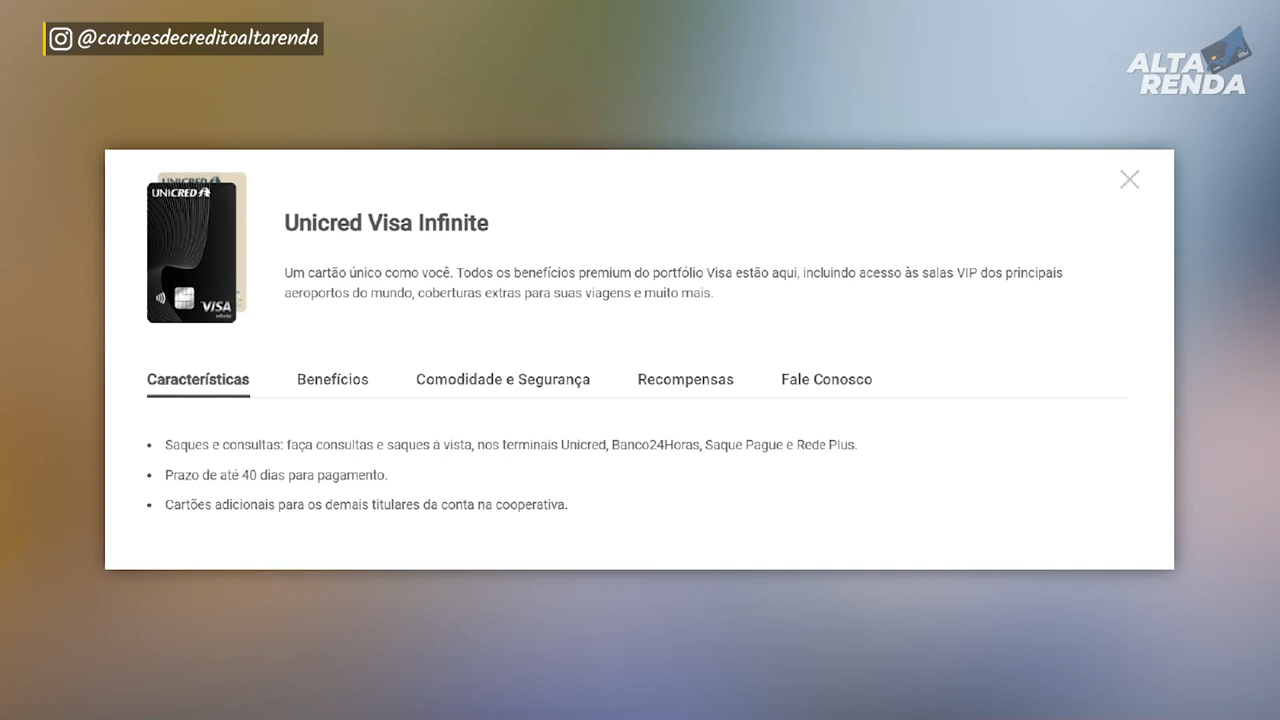 @cartoesdecreditoaltarenda
ALTA
RENDA
UNICRED
UNICRED
VISA
Infinite
Unicred Visa Infinite
Um cartão único como você. Todos os benefícios premium do portfólio Visa estão aqui, incluindo acesso às salas VIP dos principais
aeroportos do mundo, coberturas extras para suas viagens e muito mais.
Características Benefícios Comodidade e Segurança Recompensas Fale Conosco
• Saques e consultas: faça consultas e saques à vista, nos terminais Unicred, Banco24Horas, Saque Pague e Rede Plus.
• Prazo de até 40 dias para pagamento.
• Cartões adicionais para os demais titulares da conta na cooperativa.